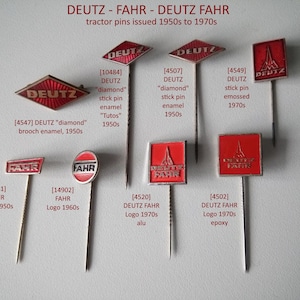 DEUTZ - FAHR - DEUTZ FAHR
tractor pins issued 1950s to 1970s
DEUTZ
DEUTZ
DEUTZ
DEUTZ
[10484] DEUTZ
"diamond"
stick pin
enamel
"Tutos"
1950s
[4507]
DEUTZ
"diamond"
stick pin
enamel
1950s
[4549]
DEUTZ
stick pin
emossed
1970s
[4547] DEUTZ "diamond"
brooch enamel, 1950s
FAHR
FAHR
DEUTZ
FAHR
DEUTZ
FAHR
FAHR
1950s
[14902]
FAHR
Logo 1960s
[4520]
DEUTZ FAHR
Logo 1970s
alu
[4502]
DEUTZ FAHR
Logo 1970s
epoxy